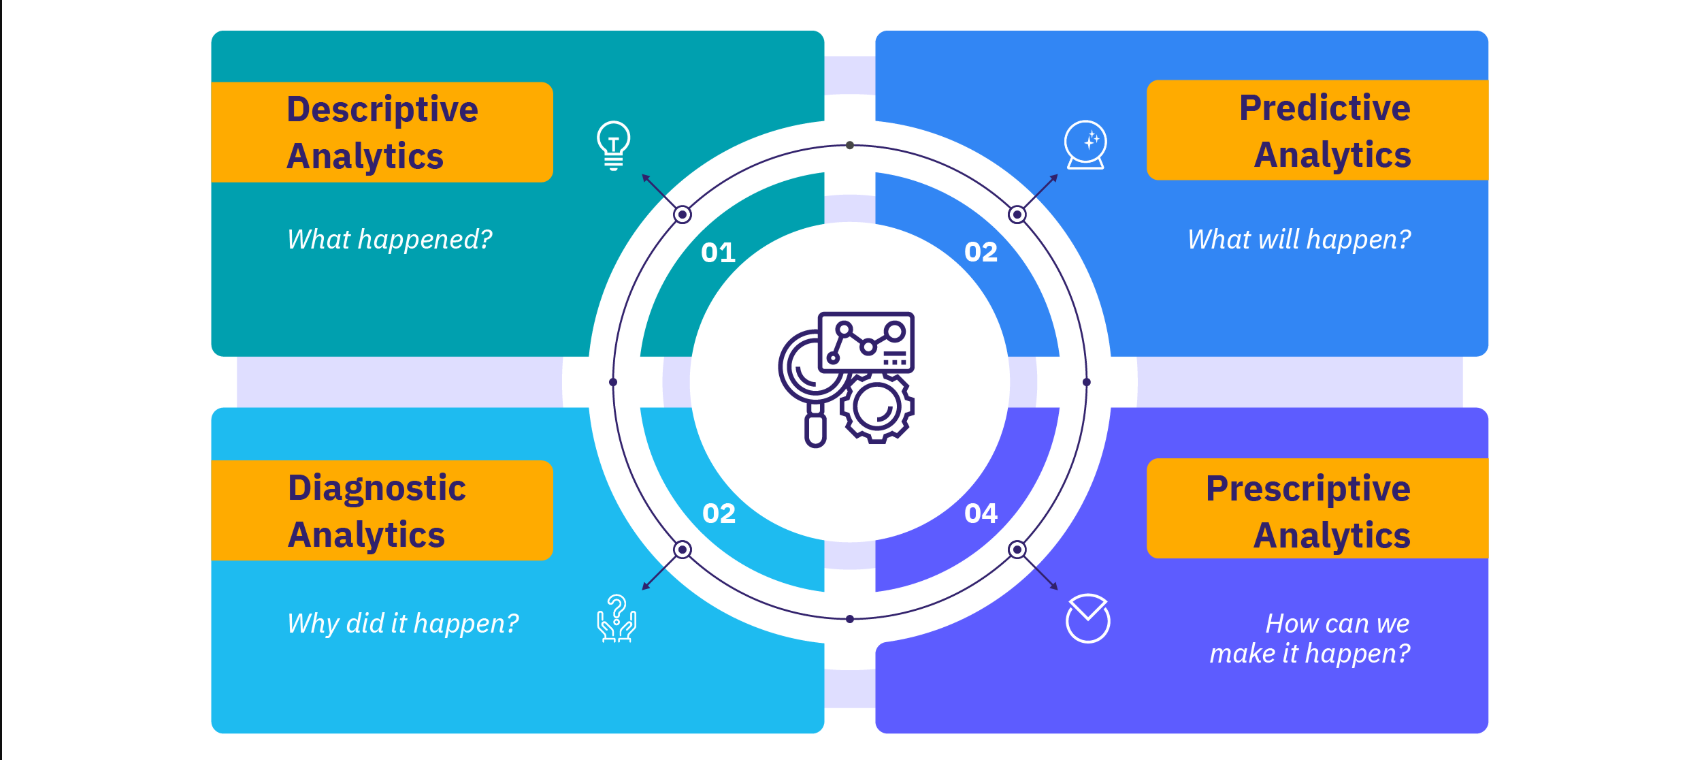 Descriptive
Analytics
What happened?
01
Predictive
Analytics
What will happen?
02
Diagnostic
Analytics
Why did it happen?
02
Prescriptive
Analytics
How can we
make it happen?
04